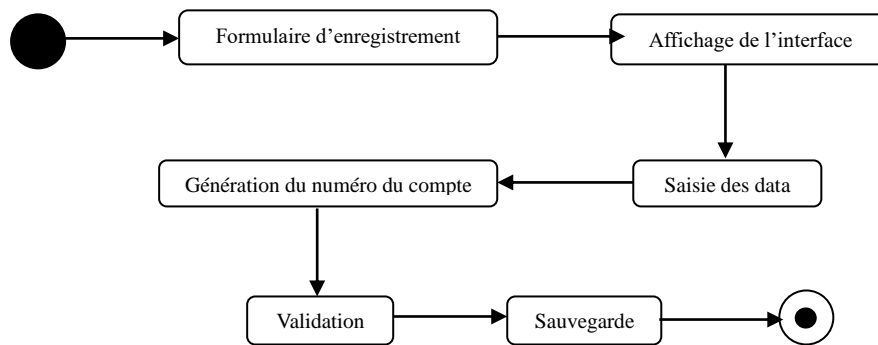 Formulaire d’enregistrement
Affichage de l’interface
Saisie des data
Génération du numéro du compte
Validation
Sauvegarde